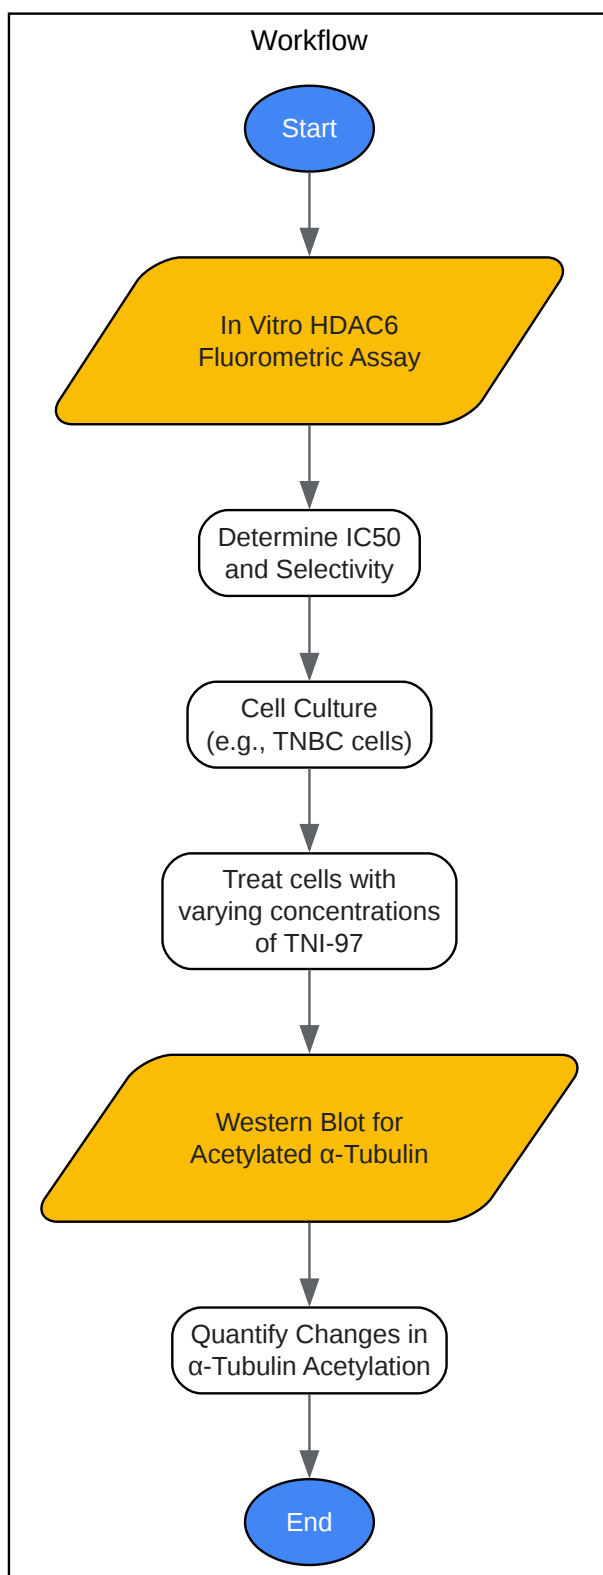 Workflow
Start
In Vitro HDAC6
Fluorometric Assay
Determine IC50
and Selectivity
Cell Culture
(e.g., TNBC cells)
Treat cells with
varying concentrations
of TNI-97
Western Blot for
Acetylated α-Tubulin
Quantify Changes in
α-Tubulin Acetylation
End